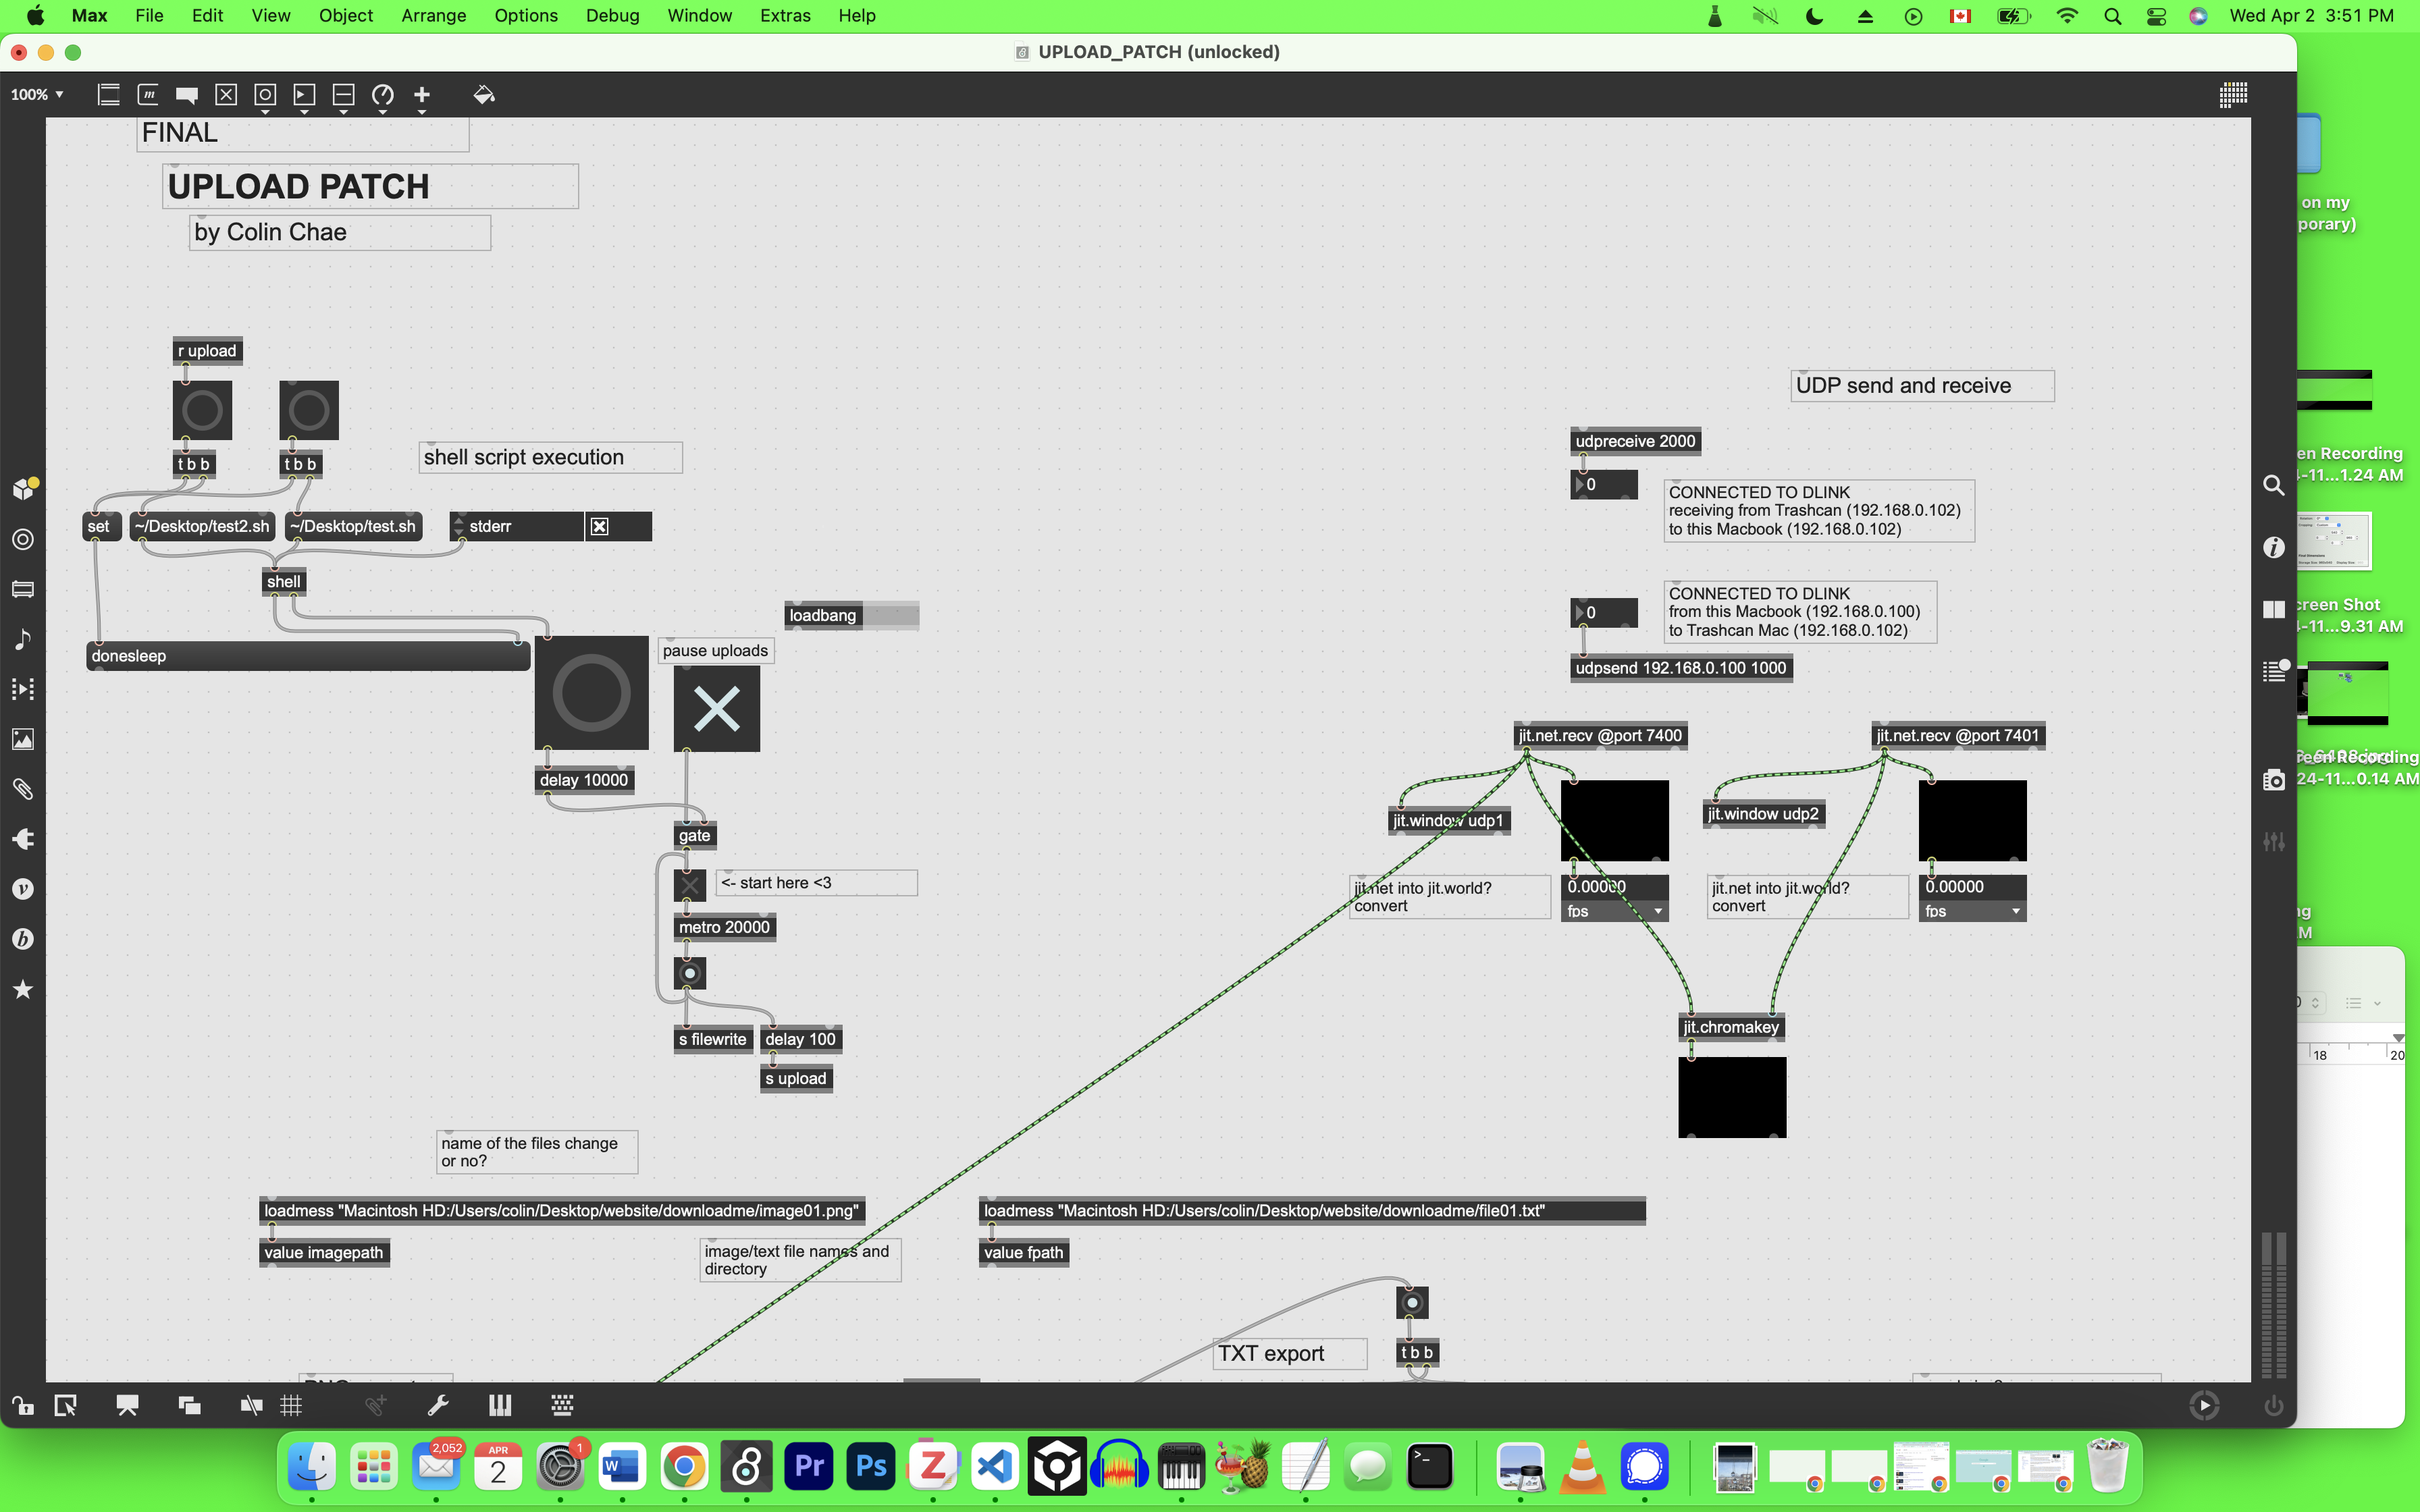 Max File Edit View Object Arrange Options Debug Window Extras Help
Wed Apr 2 3:51 PM
UPLOAD_PATCH (unlocked)
100%
FINAL
UPLOAD PATCH
by Colin Chae
on my
porary)
r upload
UDP send and receive
t b b
t b b
shell script execution
udpreceive 2000
0
CONNECTED TO DLINK
receiving from Trashcan (192.168.0.102)
to this Macbook (192.168.0.102)
en Recording
-11...1.24 AM
set
~/Desktop/test2.sh
~/Desktop/test.sh
stderr
shell
loadbang
0
CONNECTED TO DLINK
from this Macbook (192.168.0.100)
to Trashcan Mac (192.168.0.102)
creen Shot
-11...9.31 AM
donesleep
pause uploads
udpsend 192.168.0.100 1000
jit.net.recv @port 7400
jit.net.recv @port 7401
een Recording
24-11...0.14 AM
delay 10000
jit.window udp1
jit.window udp2
gate
<- start here <3
jit.net into jit.world?
convert
0.00000
fps
jit.net into jit.world?
convert
0.00000
fps
metro 20000
s filewrite
delay 100
s upload
jit.chromakey
18
20
name of the files change
or no?
loadmess "Macintosh HD:/Users/colin/Desktop/website/downloadme/image01.png"
loadmess "Macintosh HD:/Users/colin/Desktop/website/downloadme/file01.txt"
value imagepath
image/text file names and
directory
value fpath
TXT export
t b b
2,052
APR
2
1
W
Pr
Ps
Z